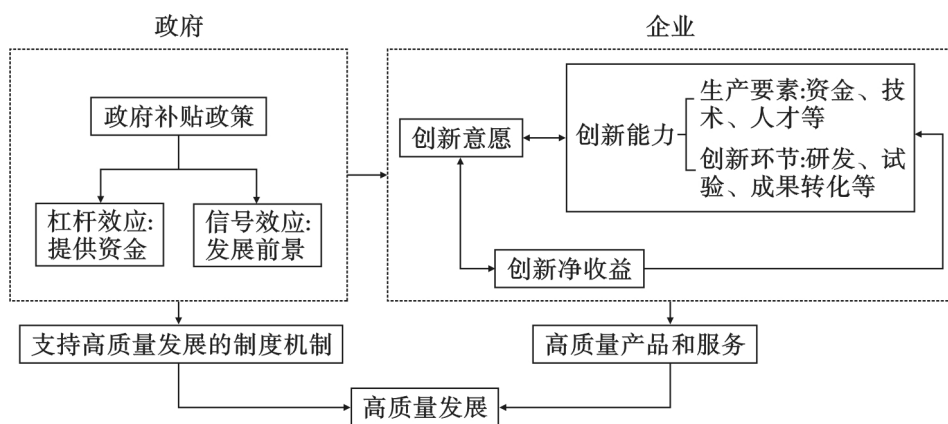 政府
企业
政府补贴政策
杠杆效应:
提供资金
信号效应:
发展前景
创新意愿
创新能力
生产要素:资金、技
术、人才等
创新环节:研发、试
验、成果转化等
创新净收益
支持高质量发展的制度机制
高质量产品和服务
高质量发展